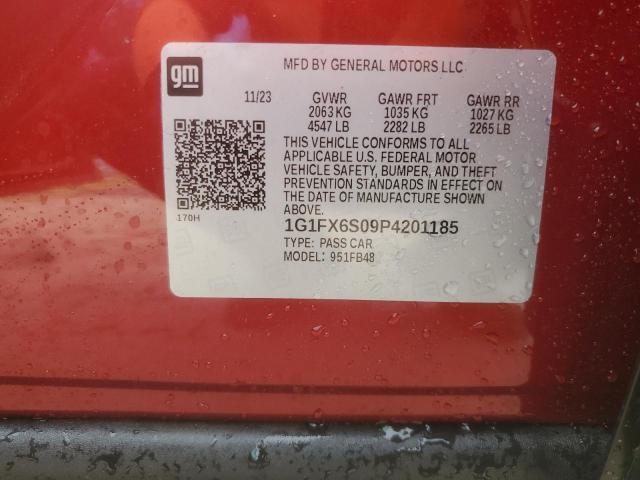 gm
MFD BY GENERAL MOTORS LLC
11/23 GVWR GAWR FRT GAWR RR
2063 KG 1035 KG 1027 KG
4547 LB 2282 LB 2265 LB
THIS VEHICLE CONFORMS TO ALL
APPLICABLE U.S. FEDERAL MOTOR
VEHICLE SAFETY, BUMPER, AND THEFT
PREVENTION STANDARDS IN EFFECT ON
THE DATE OF MANUFACTURE SHOWN
ABOVE.
170H
1G1FX6S09P4201185
TYPE: PASS CAR
MODEL: 951FB48